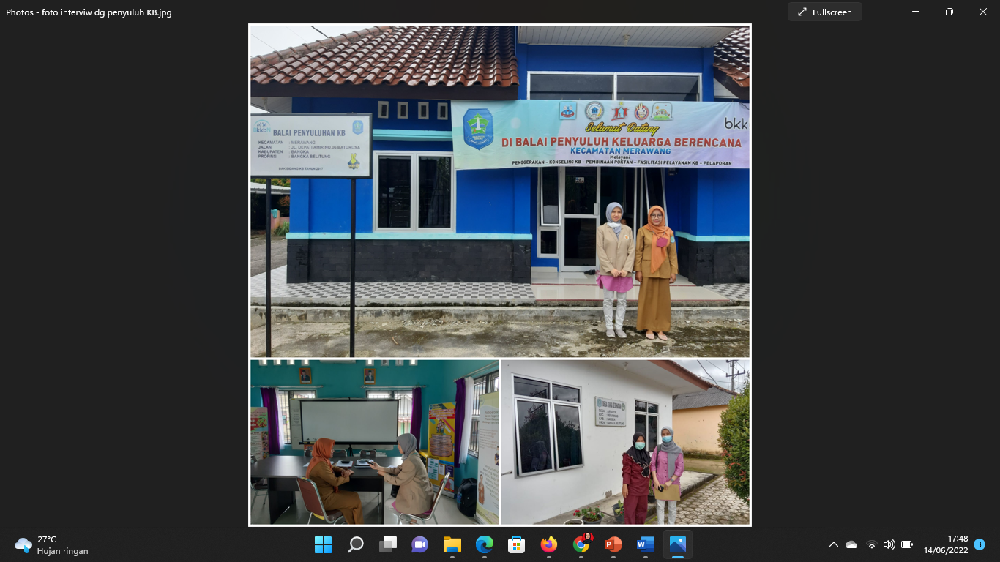 Photos - foto interviw dg penyuluh KB.jpg
Fullscreen
BALAI PENYULUHAN KB
KECAMATAN : MERAWANG
JALAN : JL. DEPATI AMIR NO.06 BATURUSA
KABUPATEN : BANGKA
PROPINSI : BANGKA BELITUNG
DAK BIDANG KB TAHUN 2017
bkk
Selamat Datang
DI BALAI PENYULUH KELUARGA BERENCANA
KECAMATAN MERAWANG
Melayani
PENGGERAKAN - KONSELING KB - PEMBINAAN POKTAN - FASILITASI PELAYANAN KB - PELAPORAN
27°C
Hujan ringan
17:48
14/06/2022
3